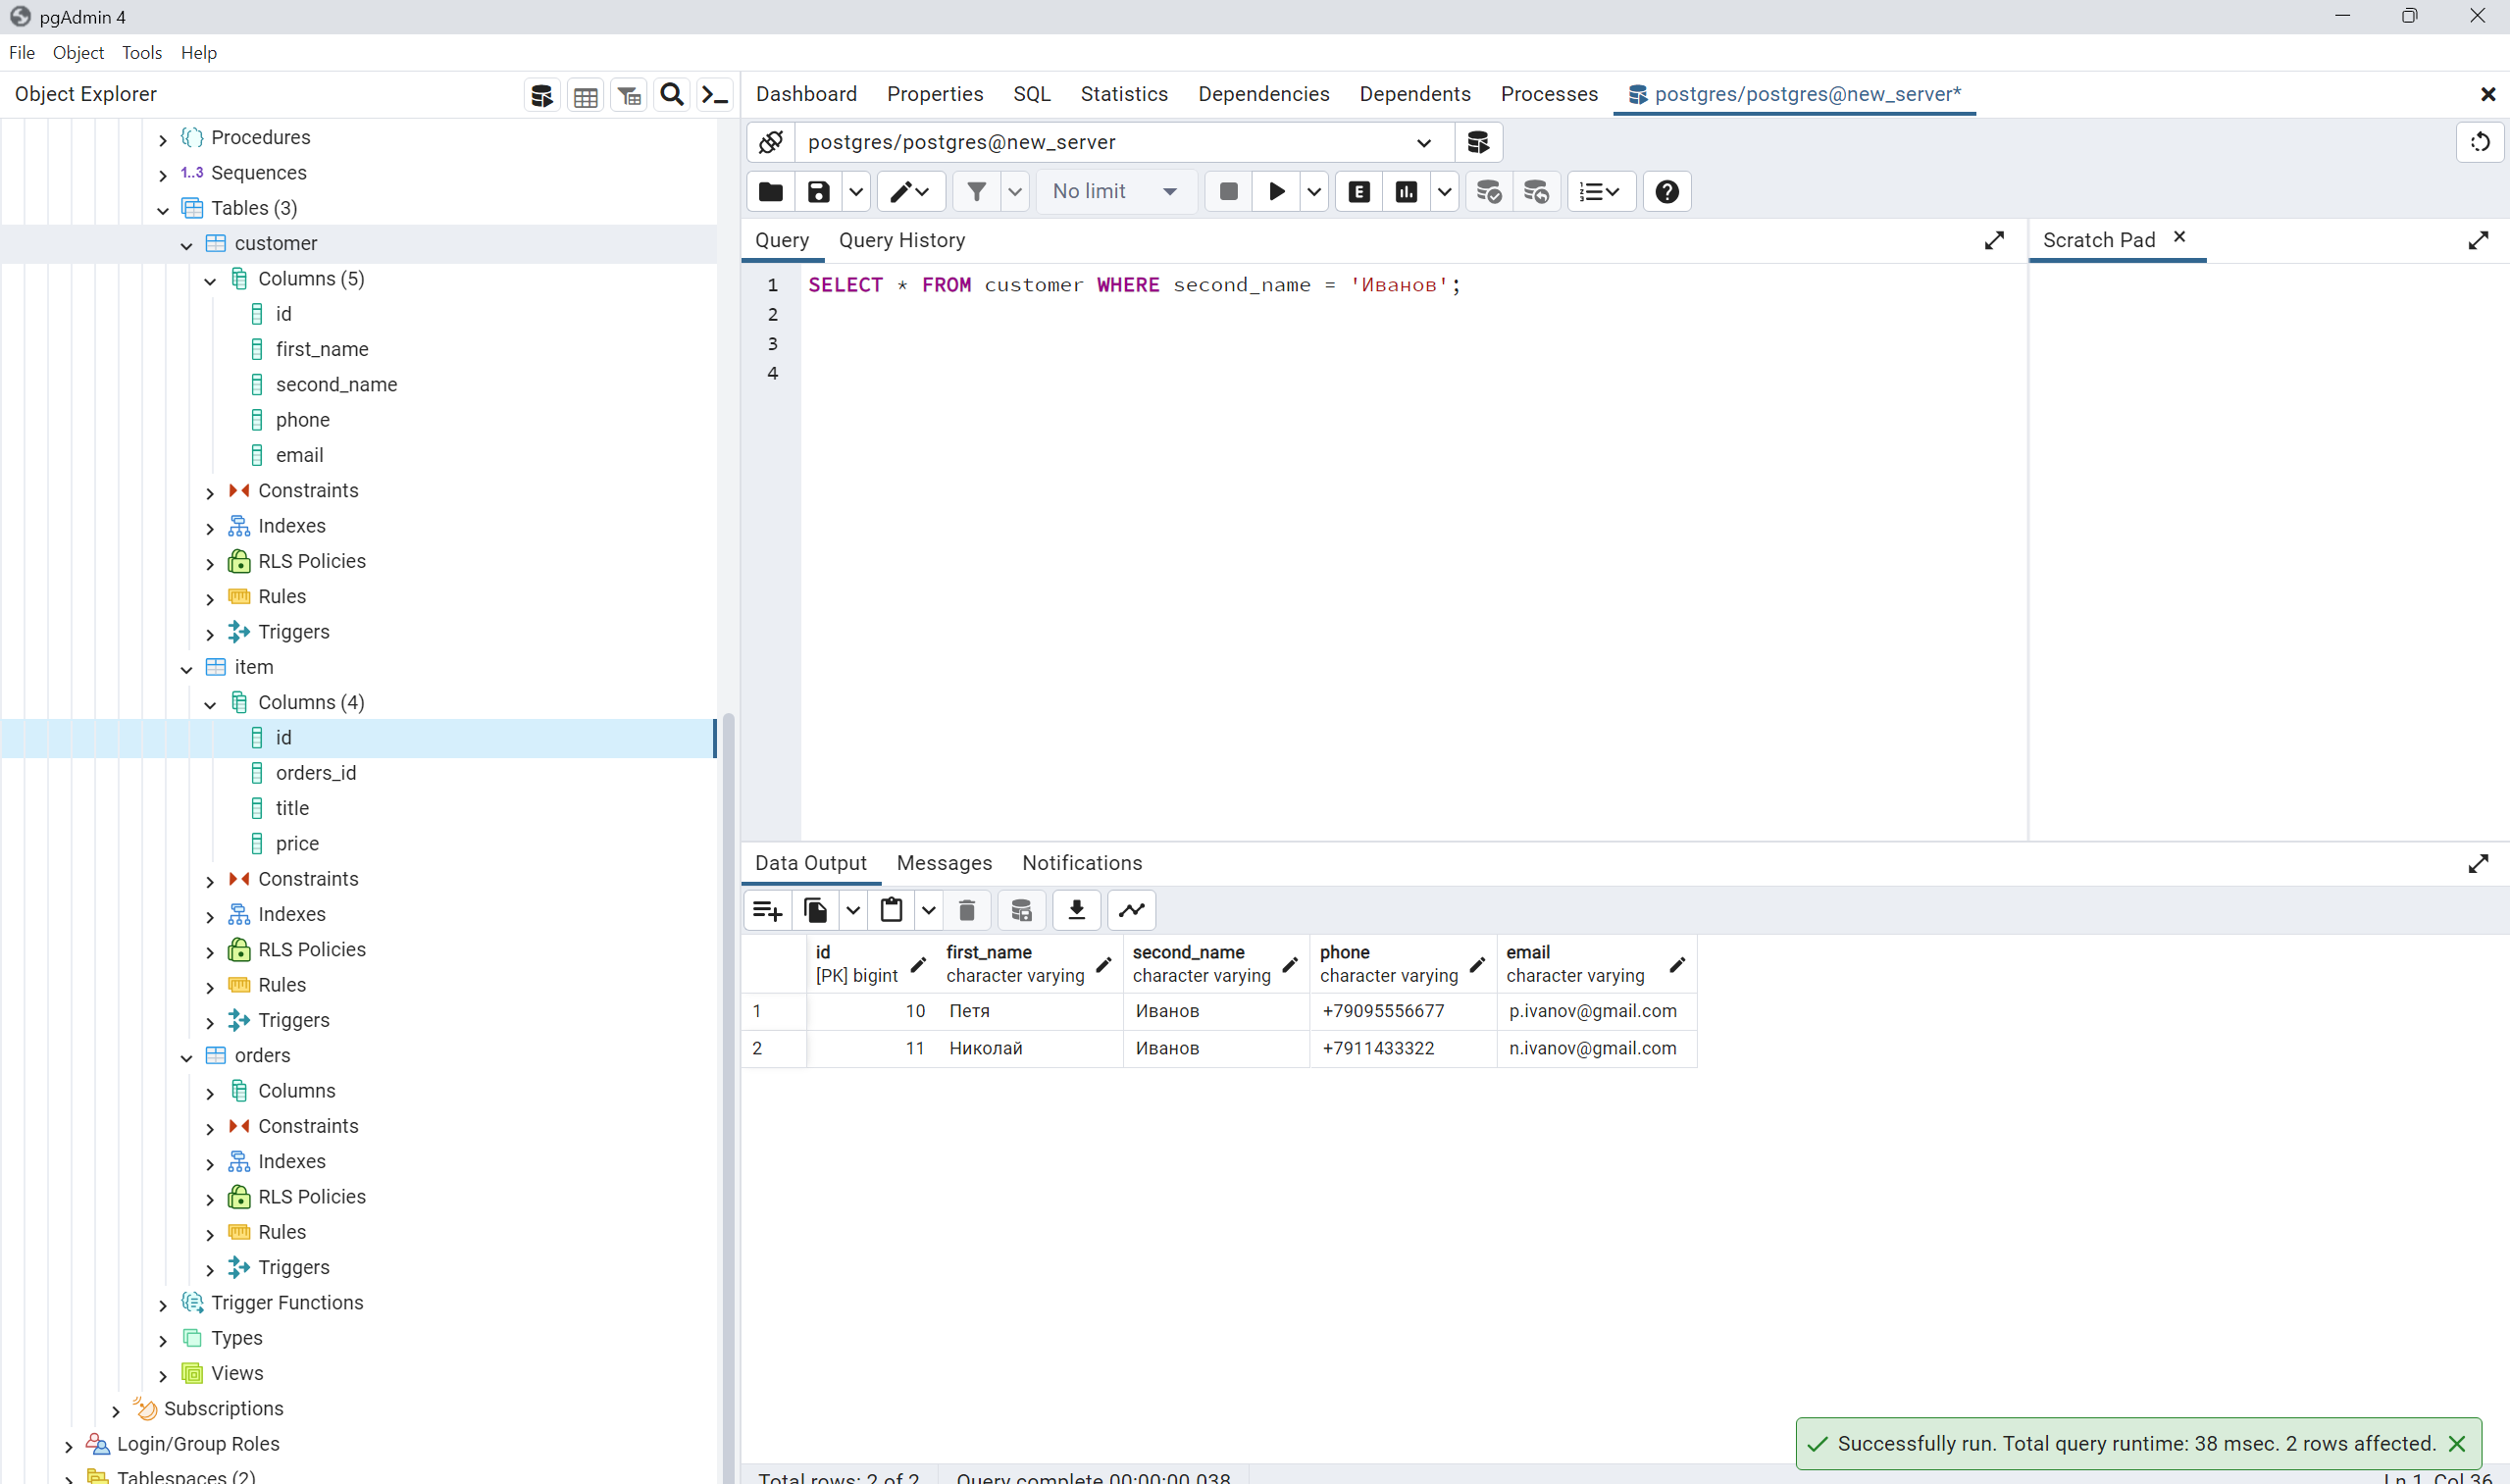 pgAdmin 4
File Object Tools Help
Object Explorer
Procedures
1..3 Sequences
Tables (3)
customer
Columns (5)
id
first_name
second_name
phone
email
Constraints
Indexes
RLS Policies
Rules
Triggers
item
Columns (4)
id
orders_id
title
price
Constraints
Indexes
RLS Policies
Rules
Triggers
orders
Columns
Constraints
Indexes
RLS Policies
Rules
Triggers
Trigger Functions
Types
Views
Subscriptions
Login/Group Roles
Tablespaces (2)
Dashboard Properties SQL Statistics Dependencies Dependents Processes postgres/postgres@new_server*
postgres/postgres@new_server
No limit E
Query Query History
Scratch Pad
1 SELECT * FROM customer WHERE second_name = 'Иванов';
2
3
4
Data Output Messages Notifications
id first_name second_name phone email
[PK] bigint character varying character varying character varying character varying
1 10 Петя Иванов +79095556677 p.ivanov@gmail.com
2 11 Николай Иванов +7911433322 n.ivanov@gmail.com
Successfully run. Total query runtime: 38 msec. 2 rows affected.
Total rows: 2 of 2 Query complete 00:00:00.038 Ln 1, Col 36